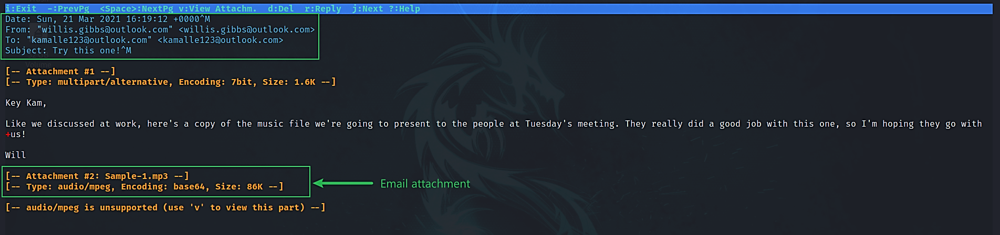 i:Exit  -:PrevPg  <Space>:NextPg v:View Attachm.  d:Del  r:Reply  j:Next ?:Help
Date: Sun, 21 Mar 2021 16:19:12 +0000^M
From: "willis.gibbs@outlook.com" <willis.gibbs@outlook.com>
To: "kamalle123@outlook.com" <kamalle123@outlook.com>
Subject: Try this one!^M
Volume
[-- Attachment #1 --]
[-- Type: multipart/alternative, Encoding: 7bit, Size: 1.6K --]
Key Kam,
Like we discussed at work, here's a copy of the music file we're going to present to the people at Tuesday's meeting. They really did a good job with this one, so I'm hoping they go with
+us!
Will
[-- Attachment #2: Sample-1.mp3 --]
[-- Type: audio/mpeg, Encoding: base64, Size: 86K --]
Email attachment
[-- audio/mpeg is unsupported (use 'v' to view this part) --]